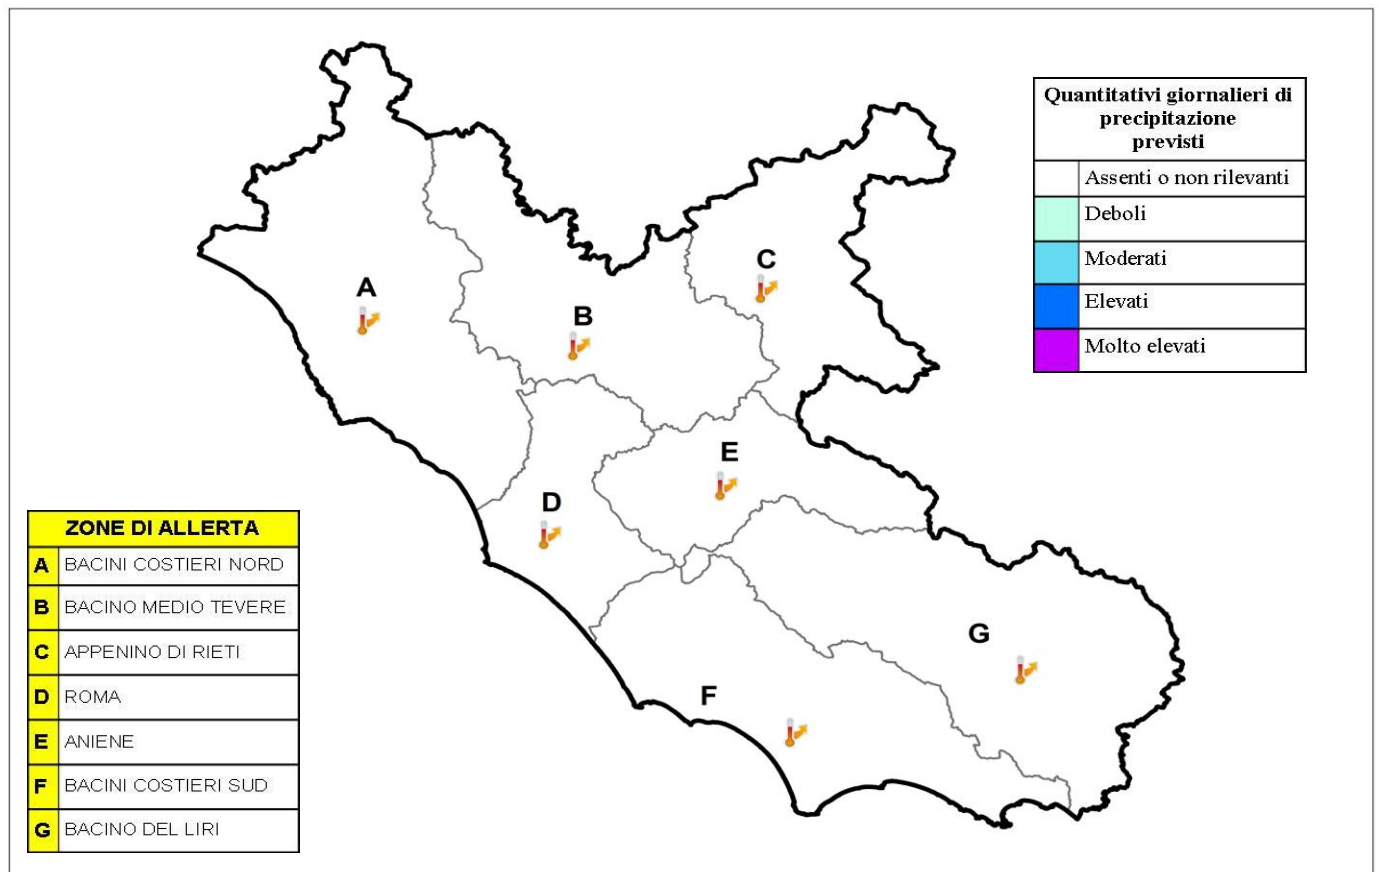 Quantitativi giornalieri di
precipitazione
previsti
Assenti o non rilevanti
Deboli
Moderati
Elevati
Molto elevati
A
B
C
D
E
F
G
ZONE DI ALLERTA
A BACINI COSTIERI NORD
B BACINO MEDIO TEVERE
C APPENINO DI RIETI
D ROMA
E ANIENE
F BACINI COSTIERI SUD
G BACINO DEL LIRI